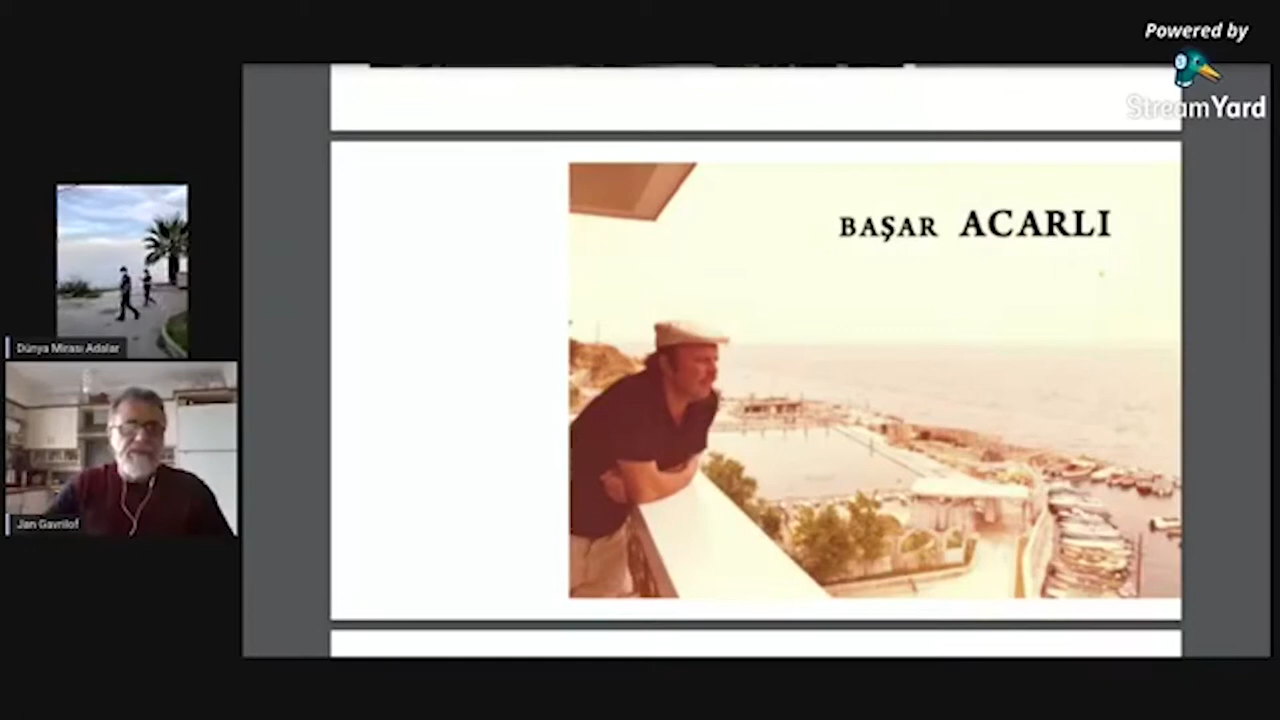 Powered by
StreamYard
BAŞAR ACARLI
Dünya Mirası Adalar
Jan Gavrilof